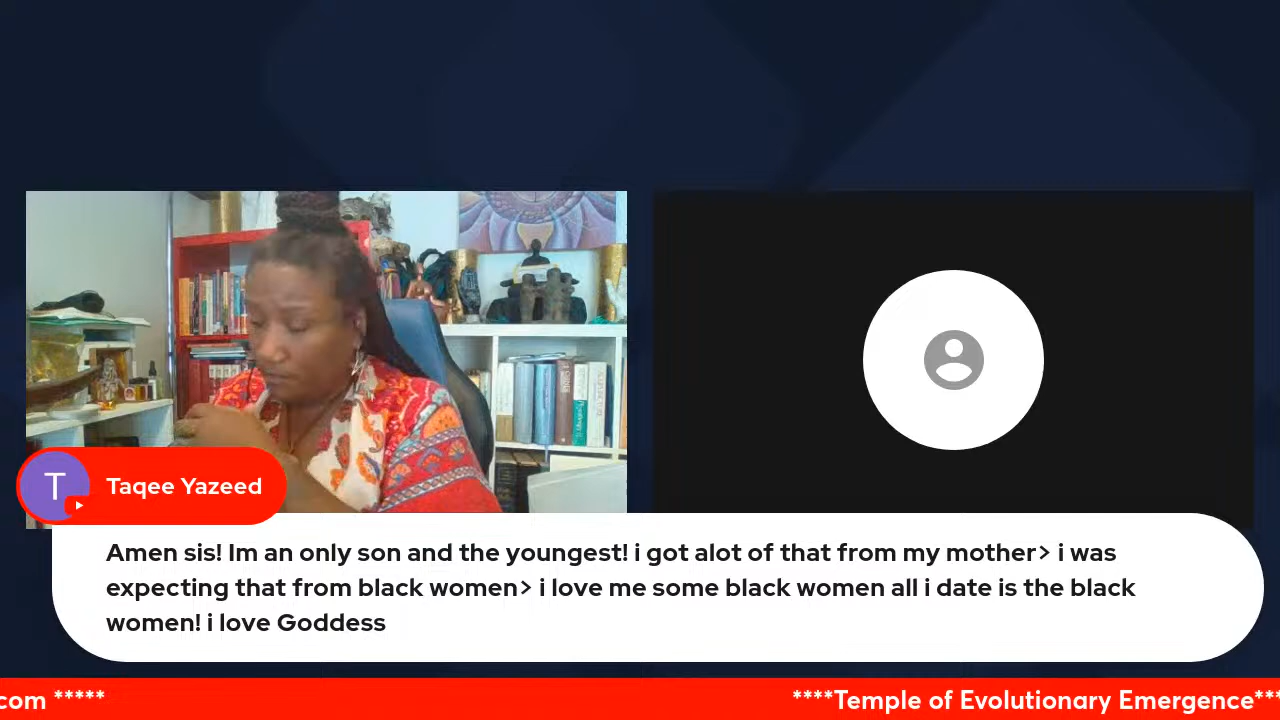 T
Taqee Yazeed
Amen sis! Im an only son and the youngest! i got alot of that from my mother> i was
expecting that from black women> i love me some black women all i date is the black
women! i love Goddess
com ***** ****Temple of Evolutionary Emergence***